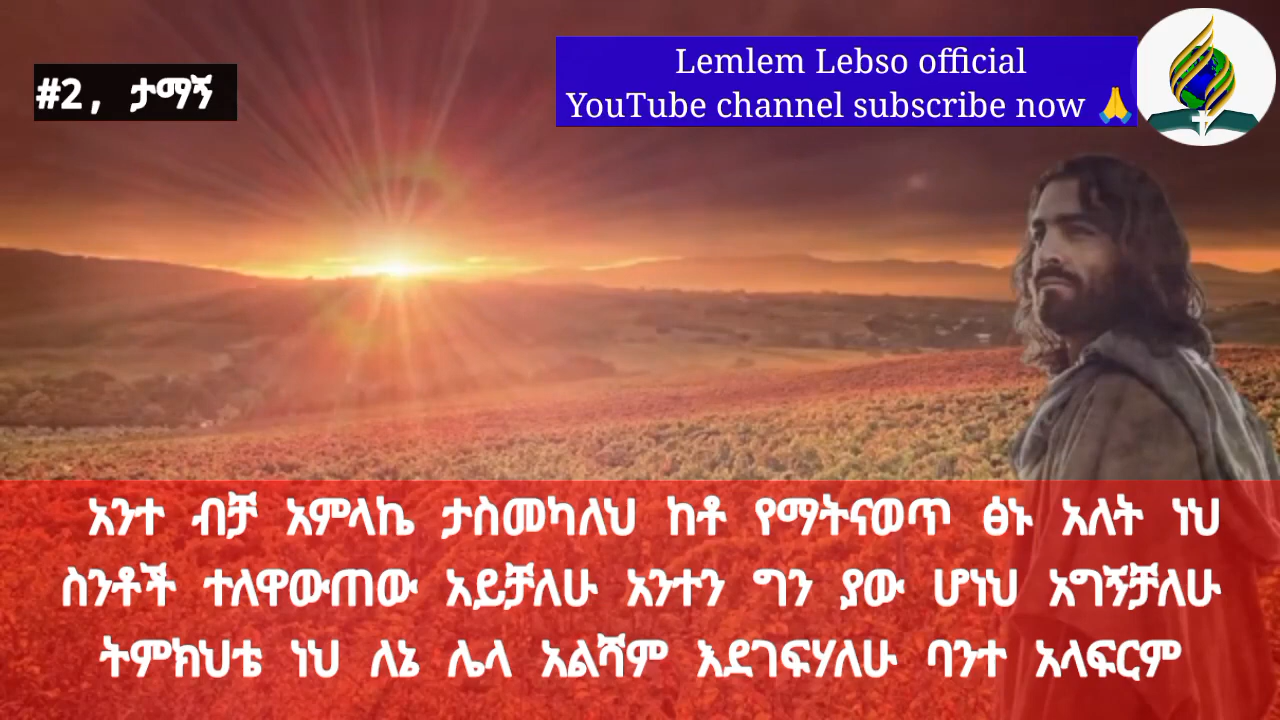 #2, ታማኝ
Lemlem Lebso official
YouTube channel subscribe now 🙏
አንተ ብቻ አምላኬ ታስመካለህ ከቶ የማትናወጥ ፅኑ አለት ነህ
ስንቶች ተለዋውጠው አይቻለሁ አንተን ግን ያው ሆነህ አግኝቻለሁ
ትምክህቴ ነህ ለኔ ሌላ አልሻም እደገፍሃለሁ ባንተ አላፍርም